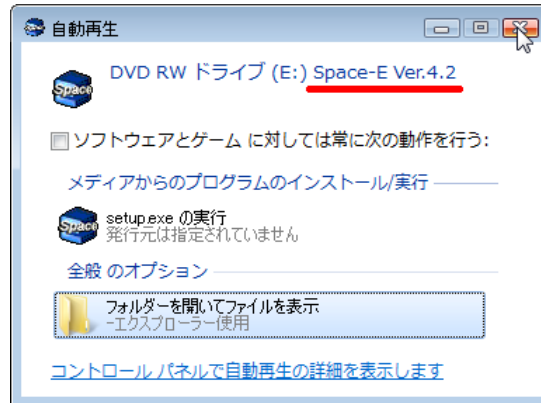 自動再生
DVD RW ドライブ (E:) Space-E Ver.4.2
Space
ソフトウェアとゲーム に対しては常に次の動作を行う:
メディアからのプログラムのインストール/実行
Space
setup.exe の実行
発行元は指定されていません
全般 のオプション
フォルダーを開いてファイルを表示
-エクスプローラー使用
コントロール パネルで自動再生の詳細を表示します